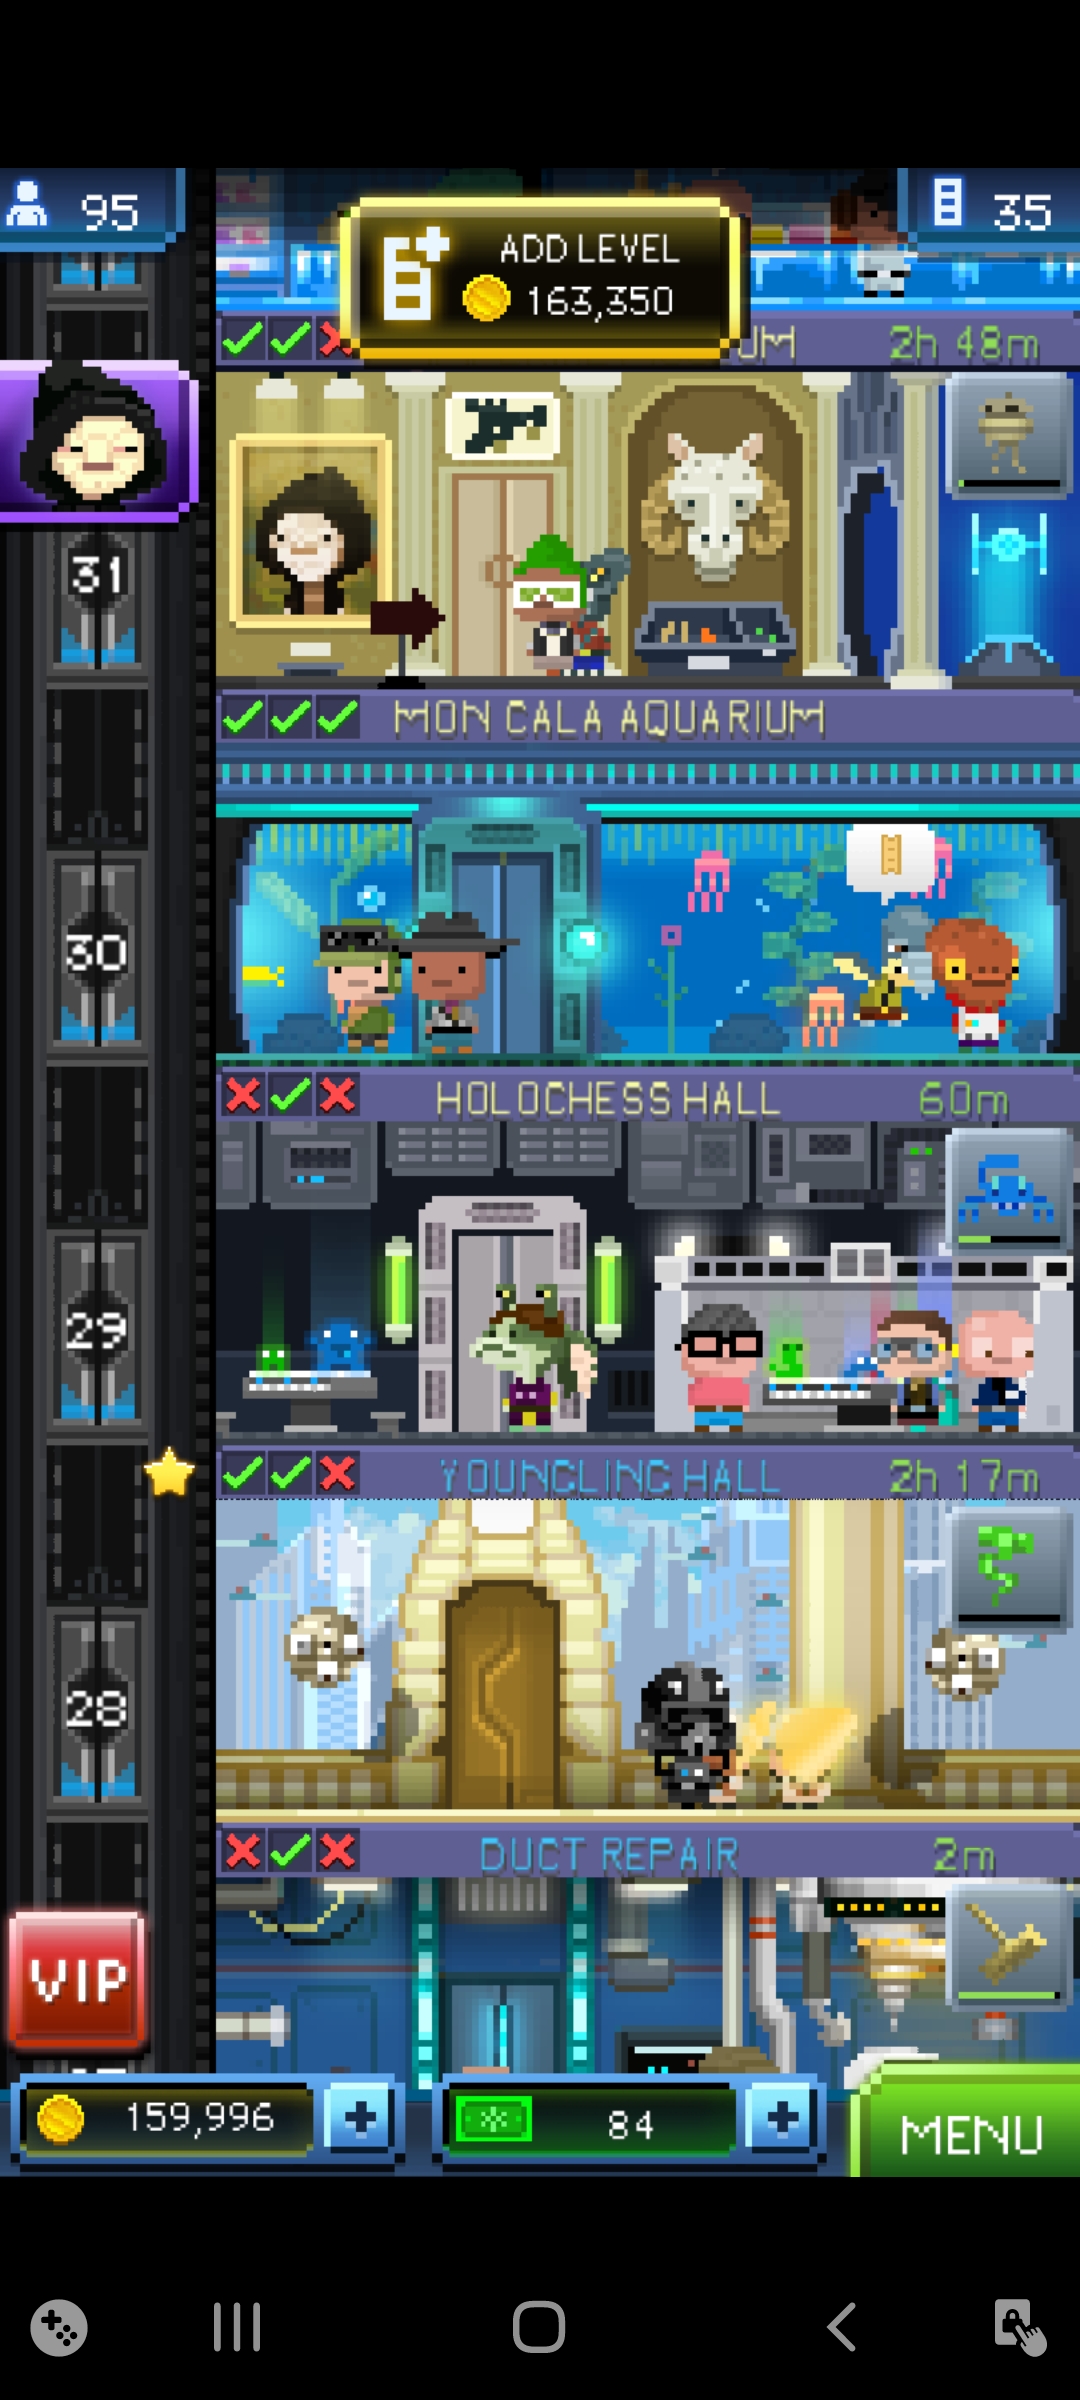 95
ADD LEVEL
35
163,350
UM
2h 48m
31
MON CALA AQUARIUM
30
HOLOCHESS HALL
60m
29
YOUNGLING HALL
2h 17m
28
DUCT REPAIR
2m
VIP
159,996
84
MENU